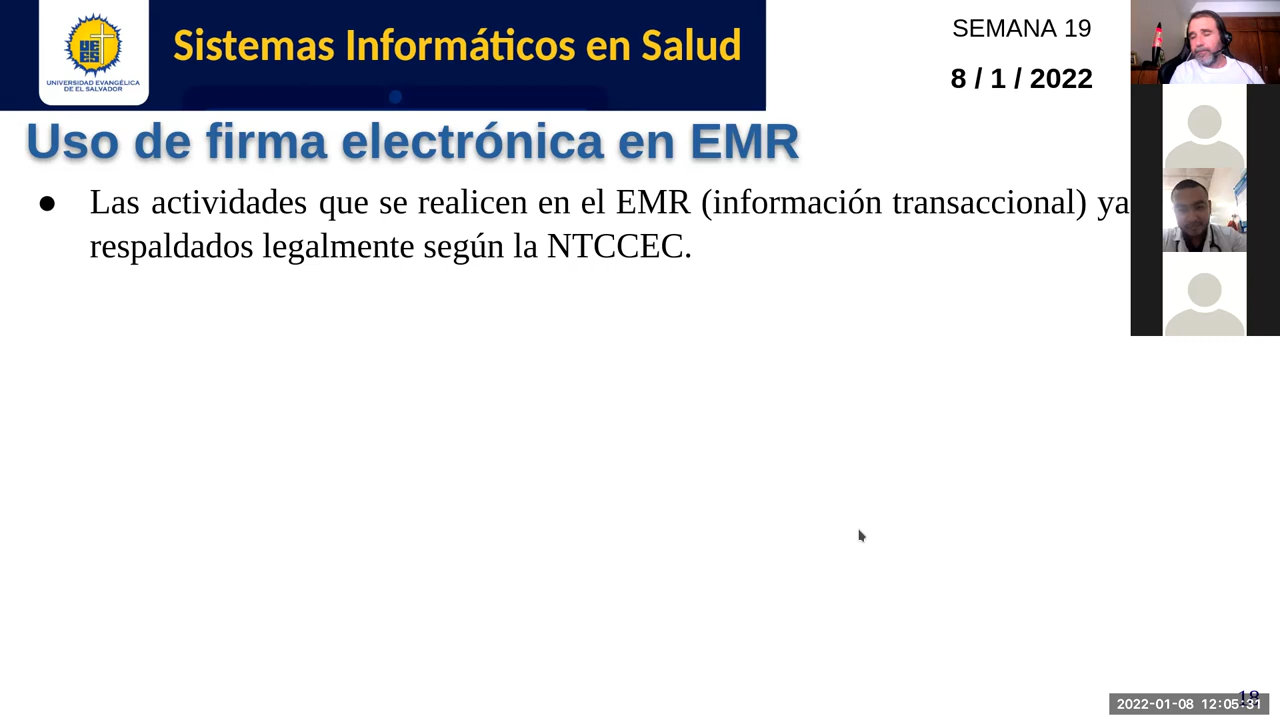 UNIVERSIDAD EVANGÉLICA
DE EL SALVADOR
Sistemas Informáticos en Salud
SEMANA 19
8 / 1 / 2022
Uso de firma electrónica en EMR
● Las actividades que se realicen en el EMR (información transaccional) ya
respaldados legalmente según la NTCCEC.
2022-01-08 12:05:31